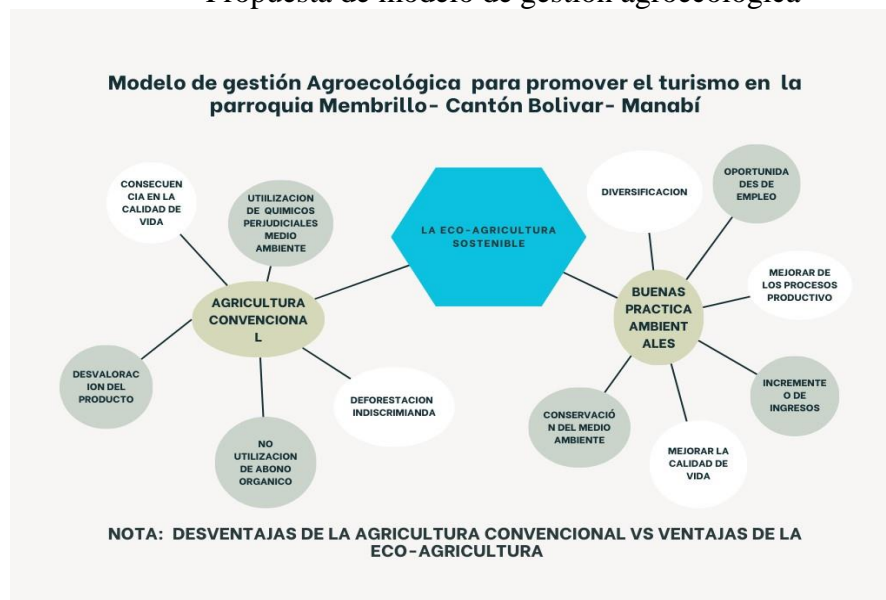 Propuesta de modelo de gestión agroecológica
Modelo de gestión Agroecológica para promover el turismo en la
parroquia Membrillo- Cantón Bolivar- Manabí
CONSECUEN
CIA EN LA
CALIDAD DE
VIDA
UTIILIZACION
DE QUIMICOS
PERJUDICIALES
MEDIO
AMBIENTE
LA ECO-AGRICULTURA
SOSTENIBLE
DIVERSIFICACION
OPORTUNIDA
DES DE
EMPLEO
AGRICULTURA
CONVENCIONA
L
BUENAS
PRACTICA
AMBIENT
ALES
MEJORAR DE
LOS PROCESOS
PRODUCTIVO
DESVALORAC
ION DEL
PRODUCTO
DEFORESTACION
INDISCRIMIANDA
NO
UTILIZACION
DE ABONO
ORGANICO
CONSERVACIÓ
N DEL MEDIO
AMBIENTE
MEJORAR LA
CALIDAD DE
VIDA
INCREMENT
O DE
INGRESOS
NOTA: DESVENTAJAS DE LA AGRICULTURA CONVENCIONAL VS VENTAJAS DE LA
ECO-AGRICULTURA